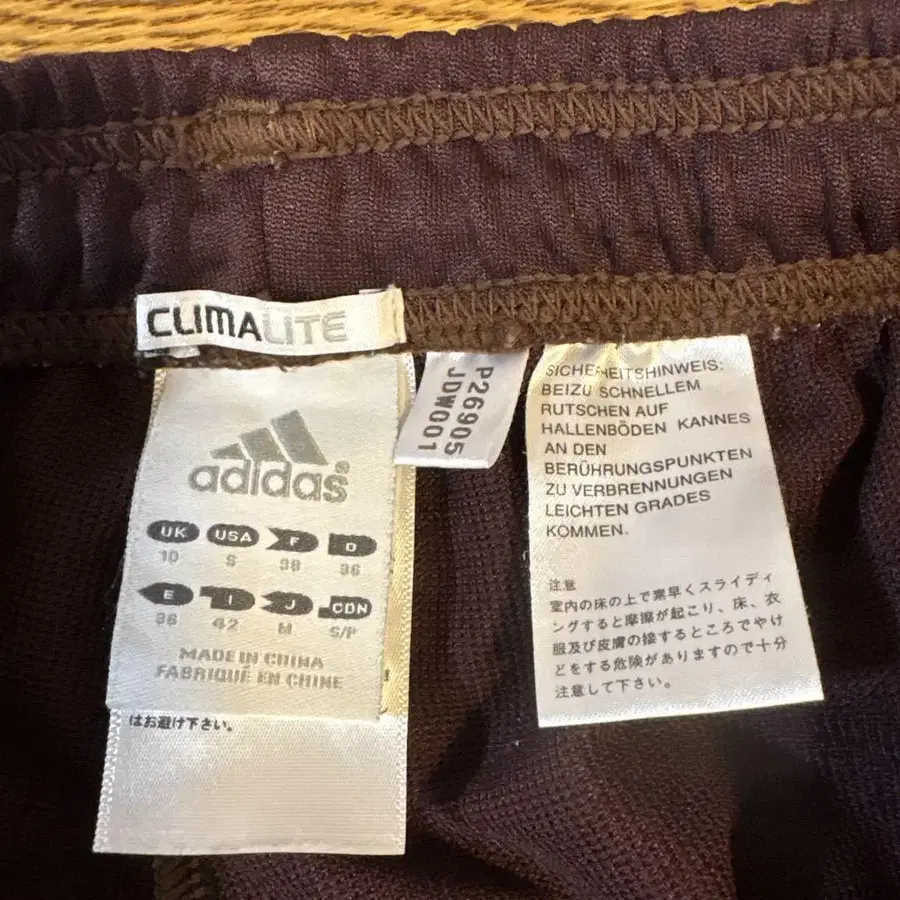 CLIMALITE
adidas®
UK USA F D
10 S 38 36
E I J CDN
36 42 M S/P
MADE IN CHINA
FABRIQUÉ EN CHINE
はお避け下さい。
P26905
JDW001
SICHERHEITSHINWEIS:
BEIZU SCHNELLEM
RUTSCHEN AUF
HALLENBÖDEN KANNES
AN DEN
BERÜHRUNGSPUNKTEN
ZU VERBRENNUNGEN
LEICHTEN GRADES
KOMMEN.
注意
室内の床の上で素早くスライディ
ングすると摩擦が起こり、床、衣
服及び皮膚の接するところでやけ
どをする危険がありますので十分
注意して下さい。